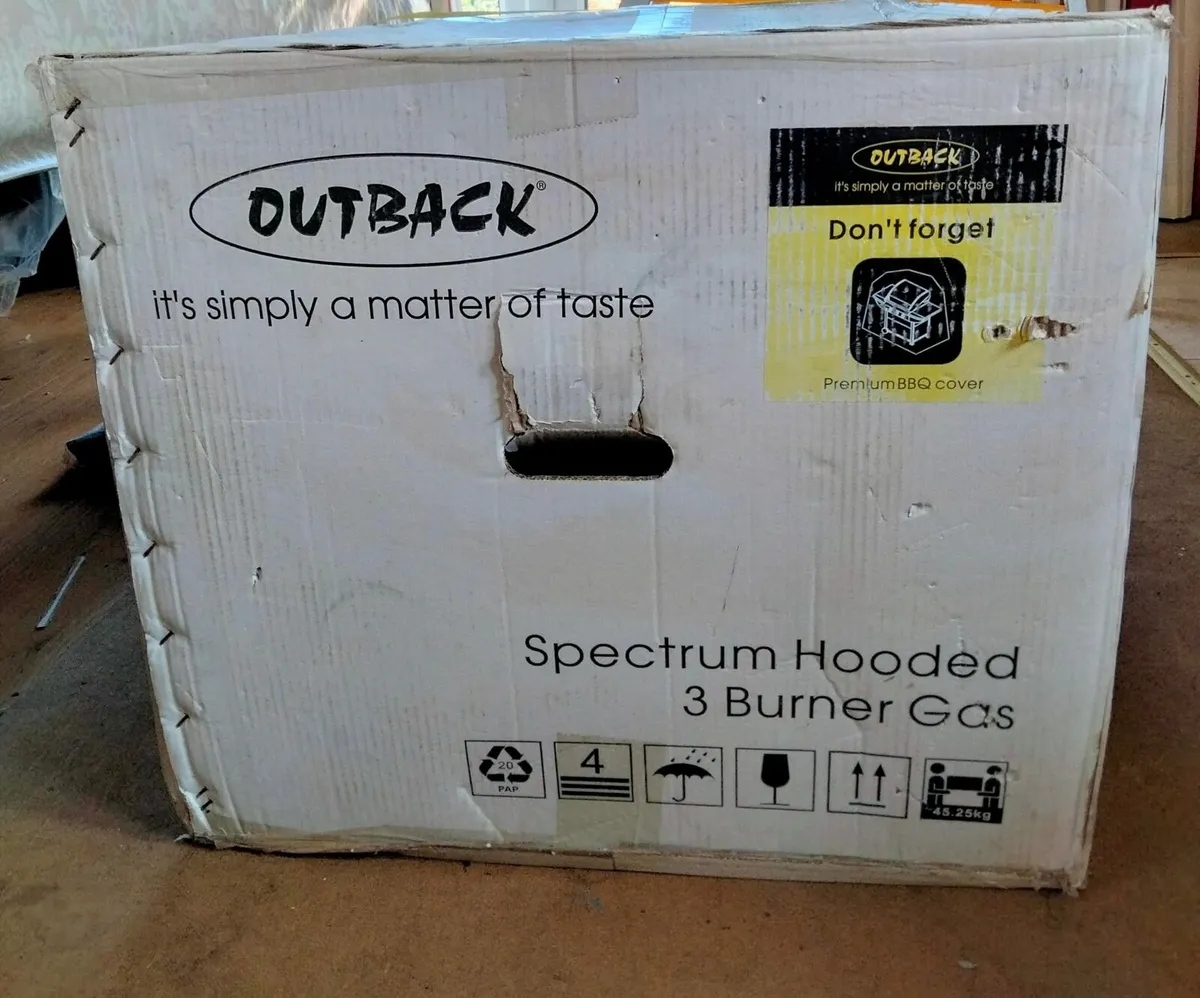 OUTBACK®
it's simply a matter of taste
OUTBACK
it's simply a matter of taste
Don't forget
Premium BBQ cover
Spectrum Hooded
3 Burner Gas
20
PAP
4
45.25kg